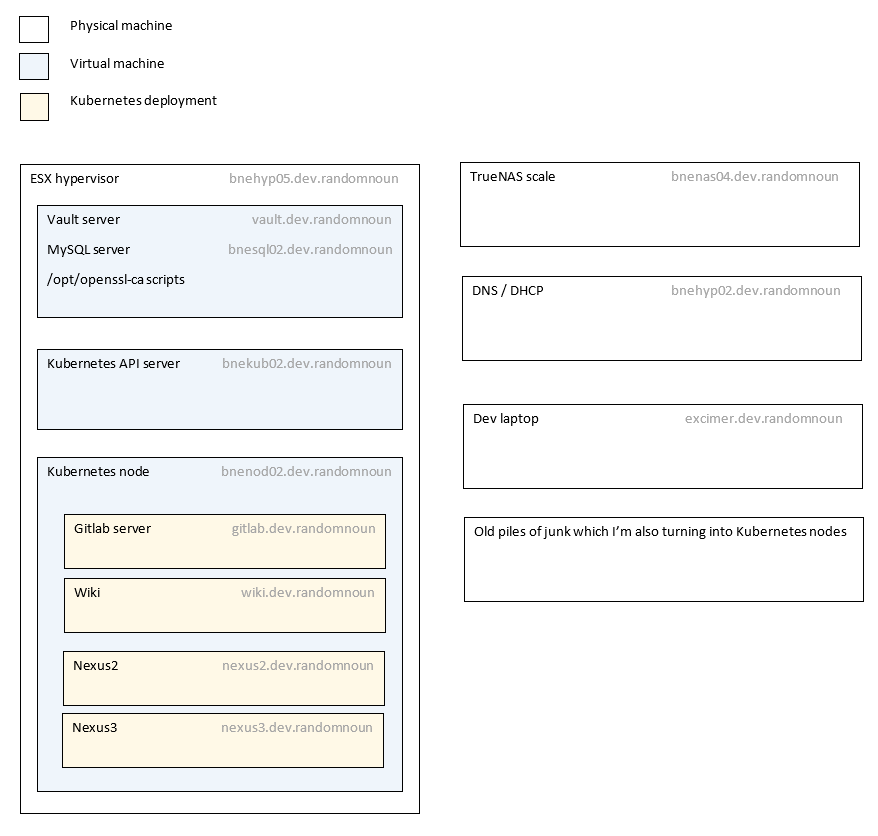 Physical machine
Virtual machine
Kubernetes deployment
ESX hypervisor bnehyp05.dev.randomnoun
Vault server vault.dev.randomnoun
MySQL server bnesql02.dev.randomnoun
/opt/openssl-ca scripts
Kubernetes API server bnekub02.dev.randomnoun
Kubernetes node bnenod02.dev.randomnoun
Gitlab server gitlab.dev.randomnoun
Wiki wiki.dev.randomnoun
Nexus2 nexus2.dev.randomnoun
Nexus3 nexus3.dev.randomnoun
TrueNAS scale bnenas04.dev.randomnoun
DNS / DHCP bnehyp02.dev.randomnoun
Dev laptop excimer.dev.randomnoun
Old piles of junk which I’m also turning into Kubernetes nodes